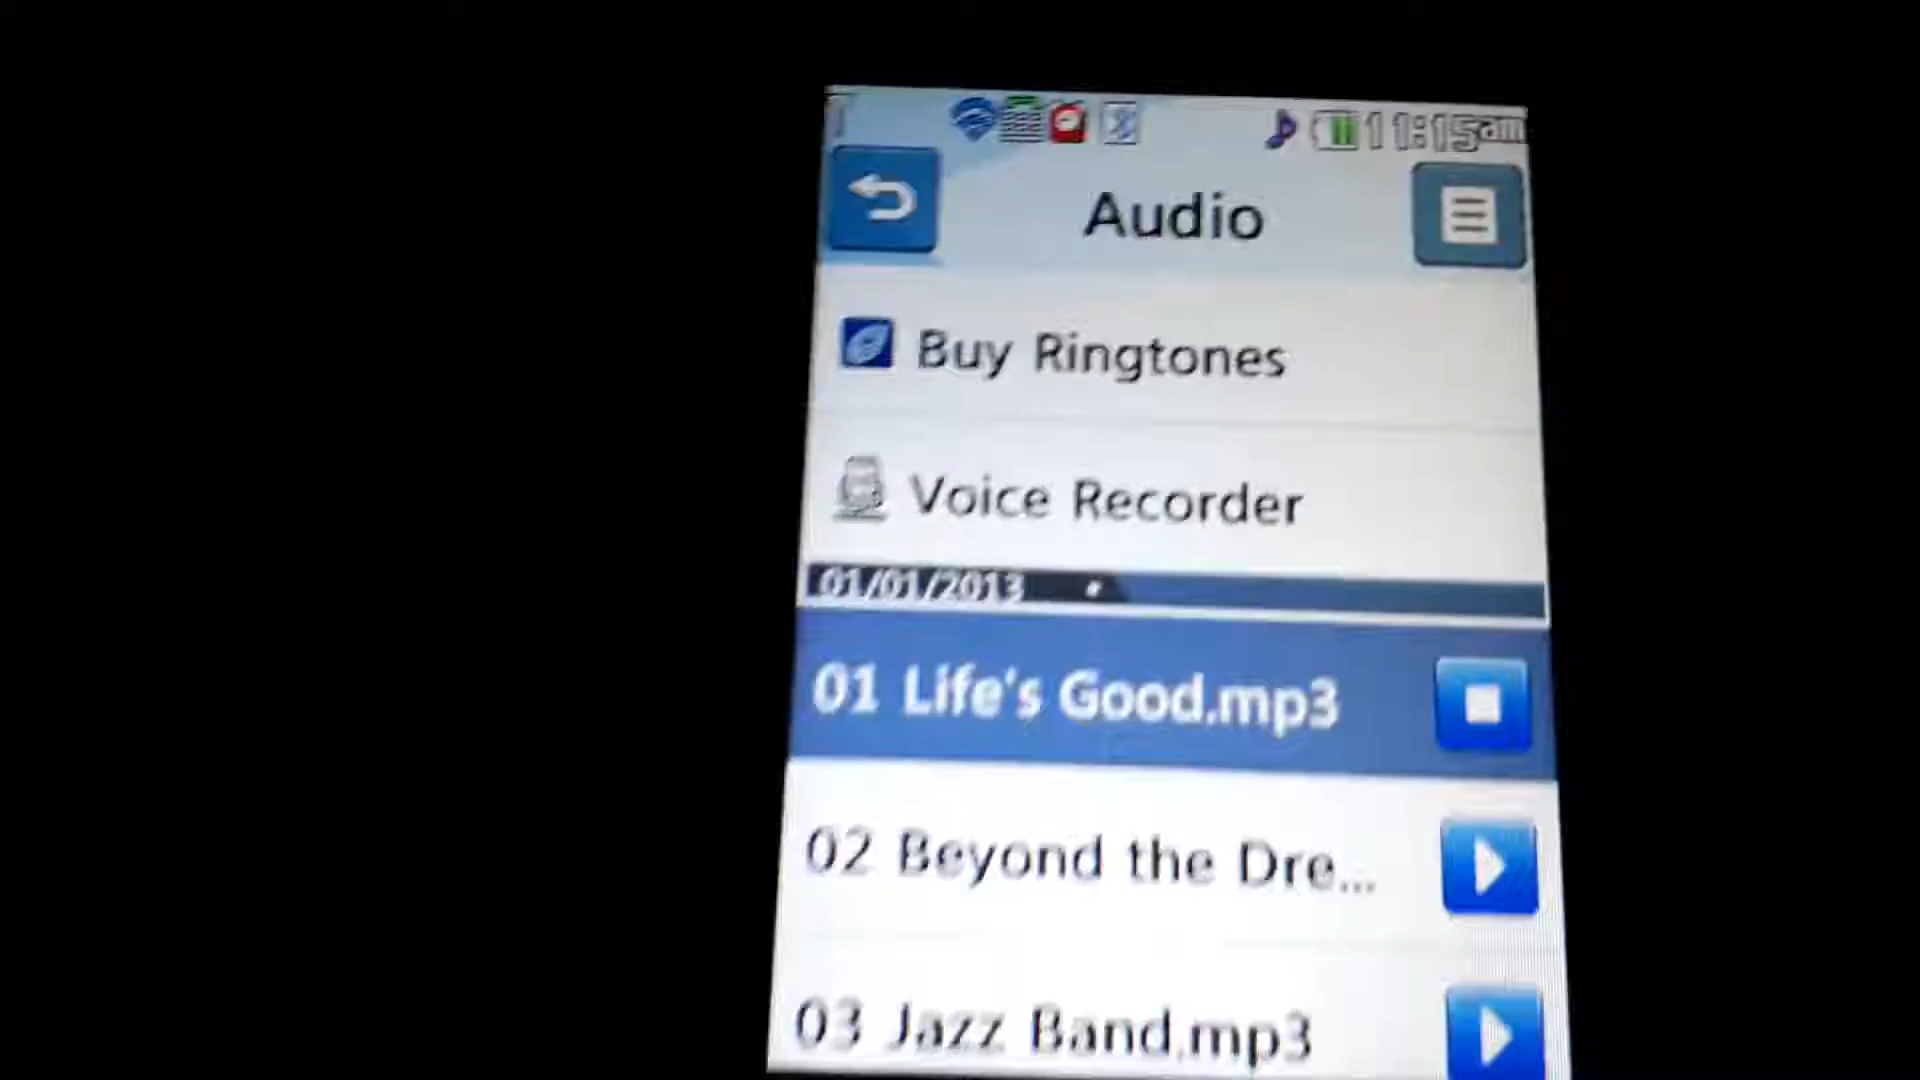 11:15am
Audio
Buy Ringtones
Voice Recorder
01/01/2013
01 Life's Good.mp3
02 Beyond the Dre...
03 Jazz Band.mp3